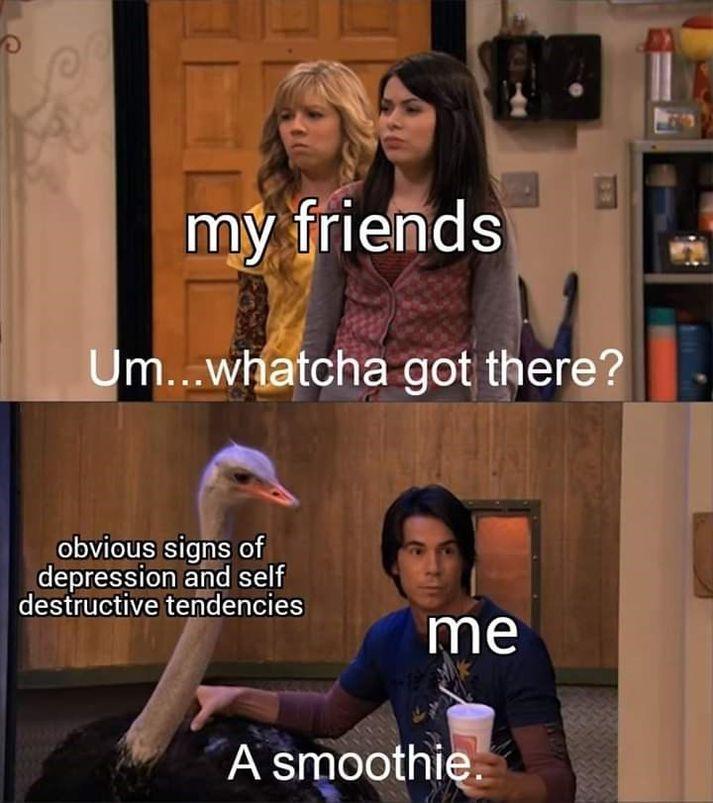 my friends
Um...whatcha got there?
obvious signs of
depression and self
destructive tendencies
me
A smoothie.